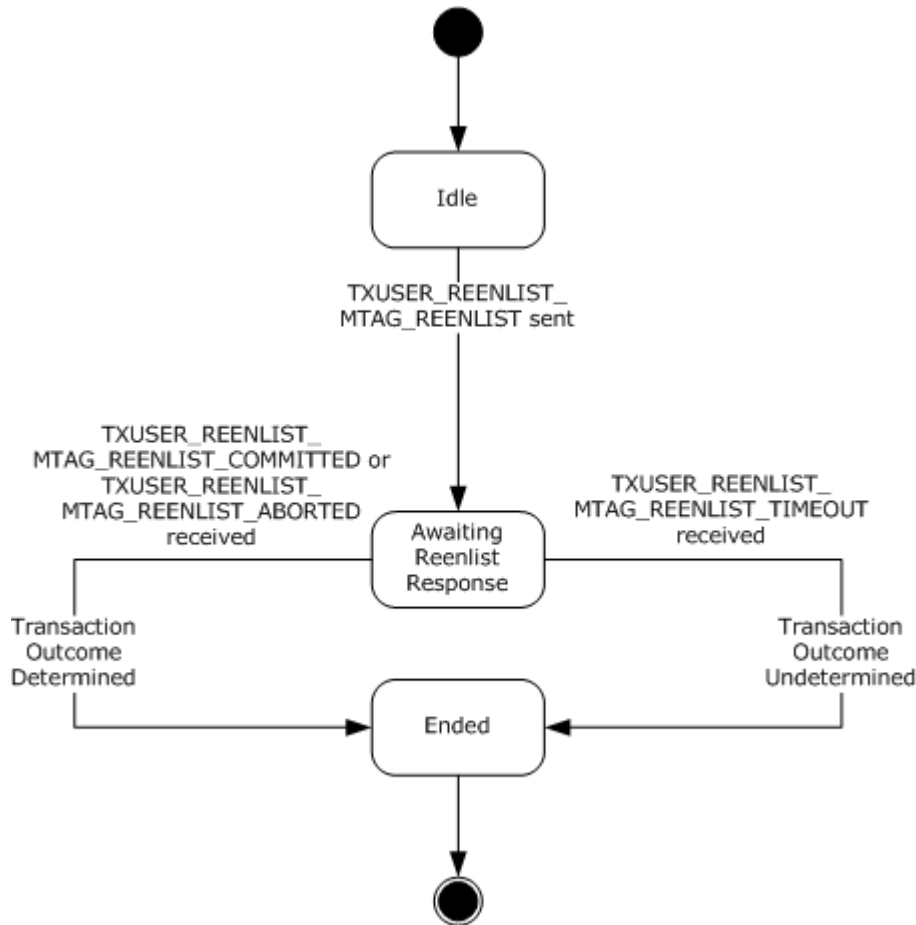 Idle
TXUSER_REENLIST_
MTAG_REENLIST sent
TXUSER_REENLIST_
MTAG_REENLIST_COMMITTED or
TXUSER_REENLIST_
MTAG_REENLIST_ABORTED
received
TXUSER_REENLIST_
MTAG_REENLIST_TIMEOUT
received
Awaiting
Reenlist
Response
Transaction
Outcome
Determined
Transaction
Outcome
Undetermined
Ended